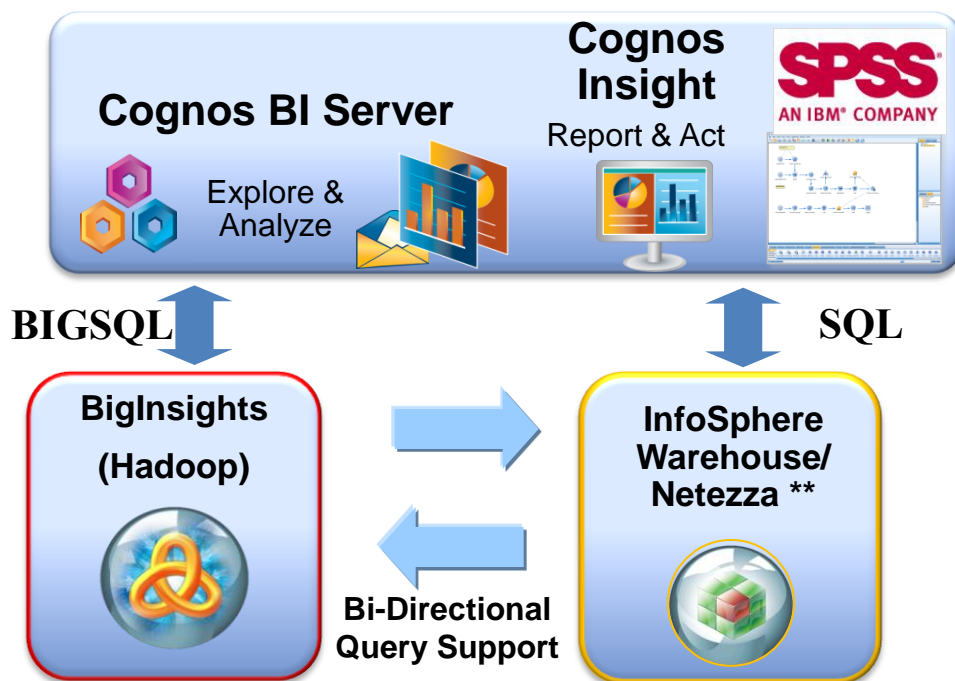 Cognos BI Server
Explore &
Analyze
Cognos
Insight
Report & Act
SPSS®
AN IBM® COMPANY
BIGSQL
SQL
BigInsights
(Hadoop)
InfoSphere
Warehouse/
Netezza **
Bi-Directional
Query Support